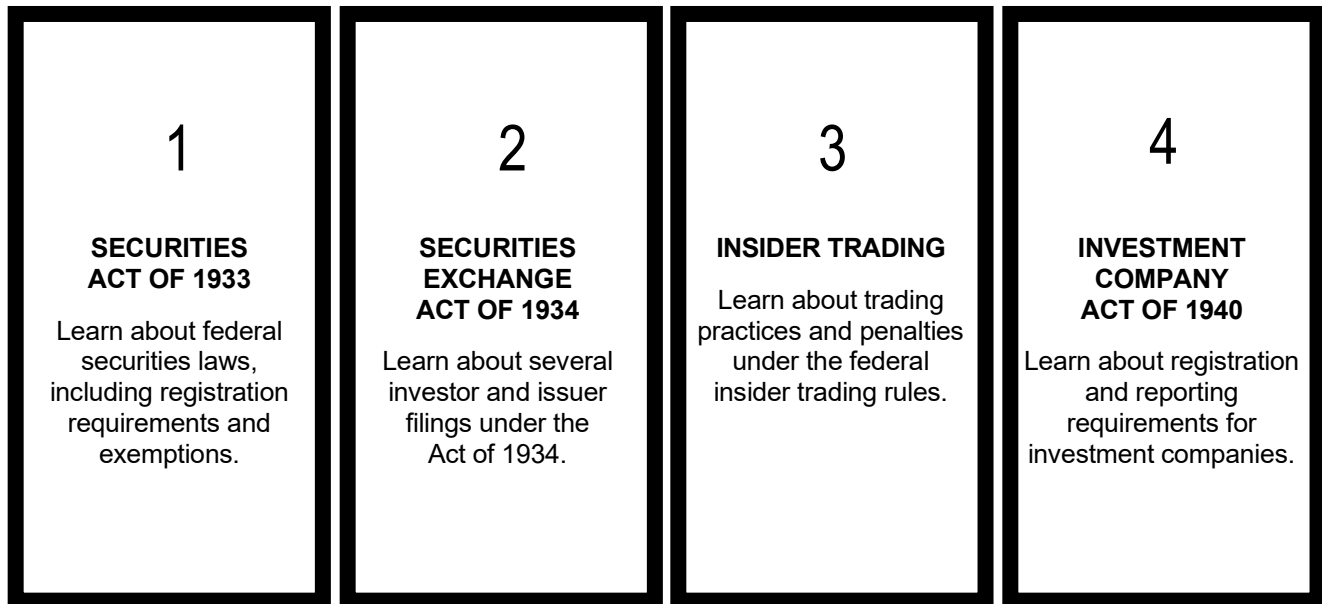 1
SECURITIES
ACT OF 1933
Learn about federal
securities laws,
including registration
requirements and
exemptions.
2
SECURITIES
EXCHANGE
ACT OF 1934
Learn about several
investor and issuer
filings under the
Act of 1934.
3
INSIDER TRADING
Learn about trading
practices and penalties
under the federal
insider trading rules.
4
INVESTMENT
COMPANY
ACT OF 1940
Learn about registration
and reporting
requirements for
investment companies.